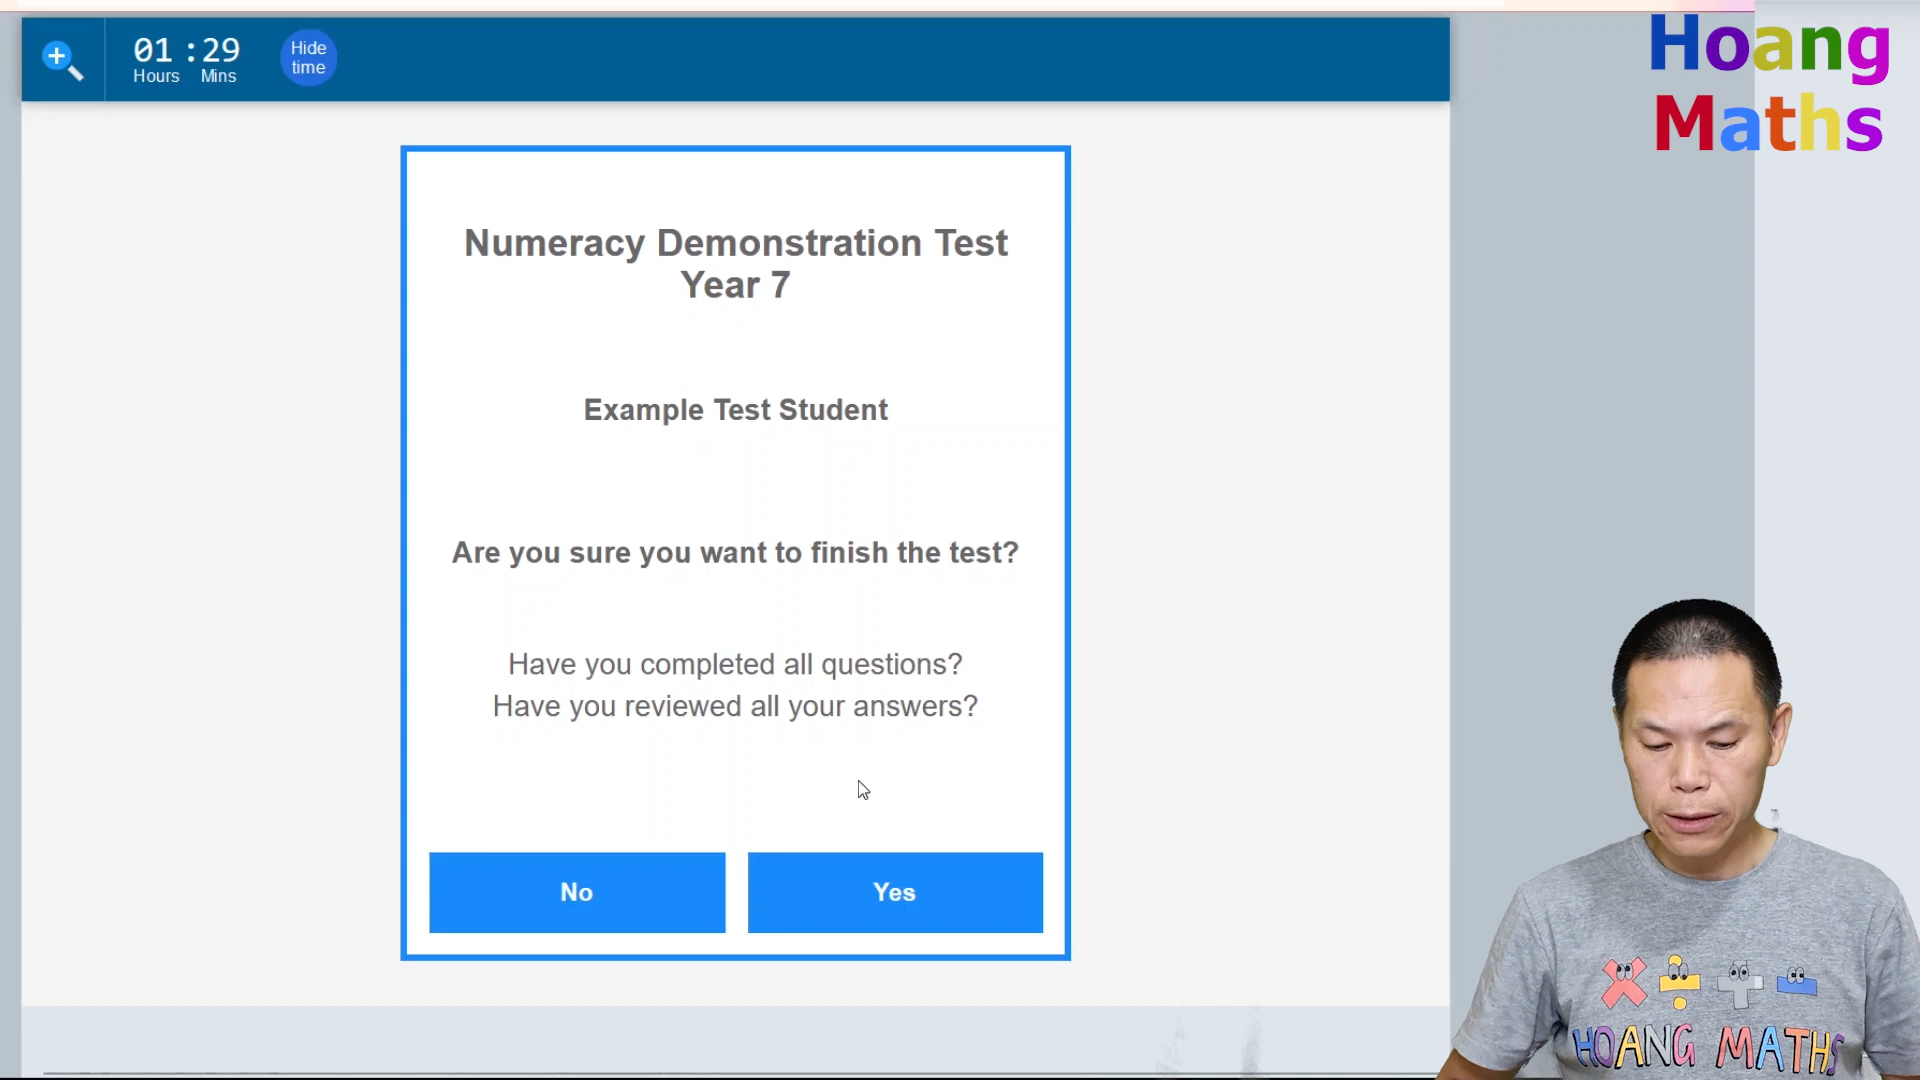 01 : 29
Hours Mins
Hide
time
Hoang
Maths
Numeracy Demonstration Test
Year 7
Example Test Student
Are you sure you want to finish the test?
Have you completed all questions?
Have you reviewed all your answers?
No
Yes
HOANG MATHS